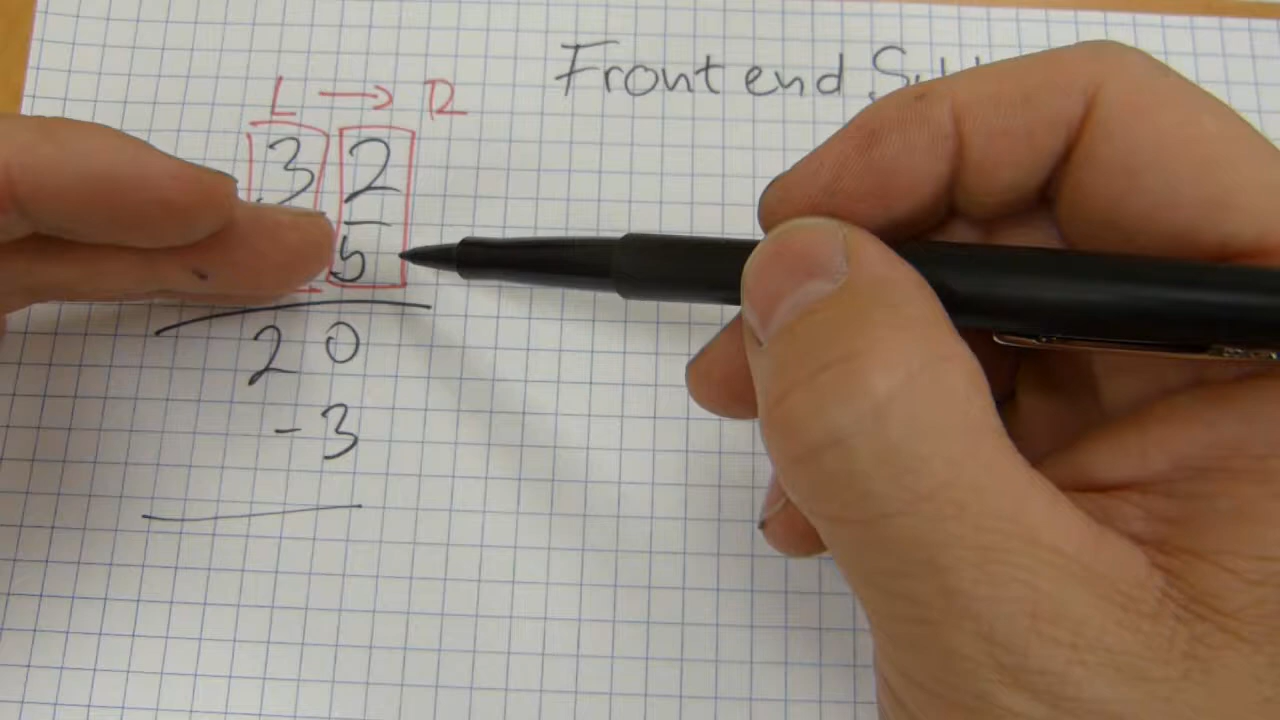 Front end
L → R
3 2
5
2 0
- 3